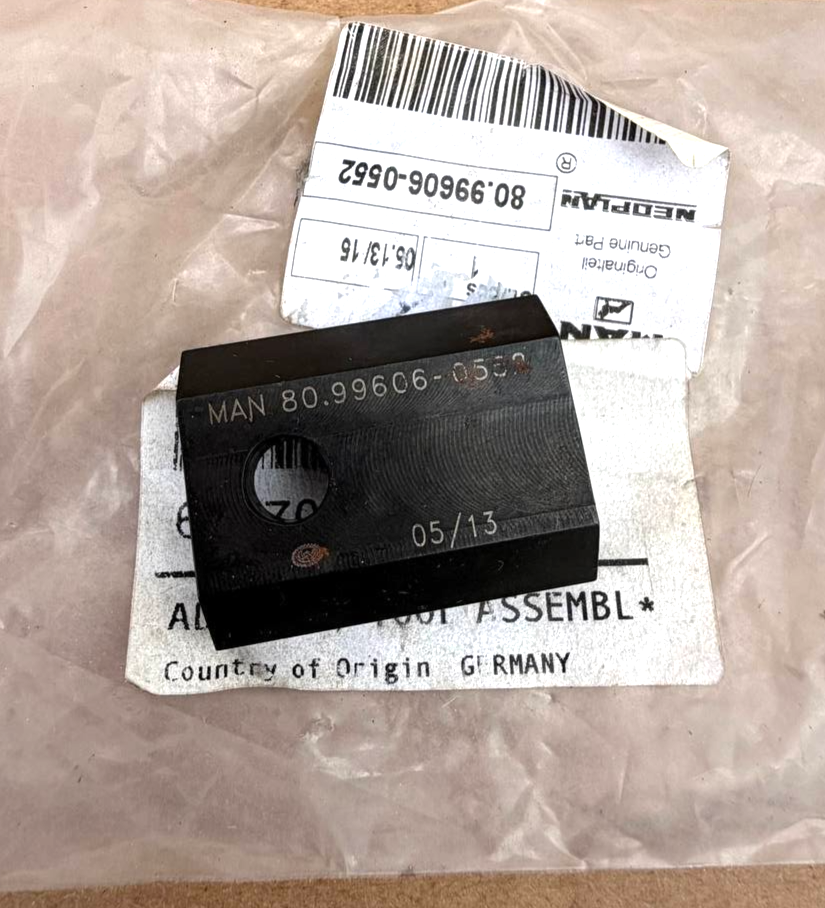 ®
80.99606-0552
NEOPLAN
Originalteil
Genuine Part
1
05.13/15
MAN
MAN 80.99606-0552
05/13
ASSEMBL*
Country of Origin GERMANY